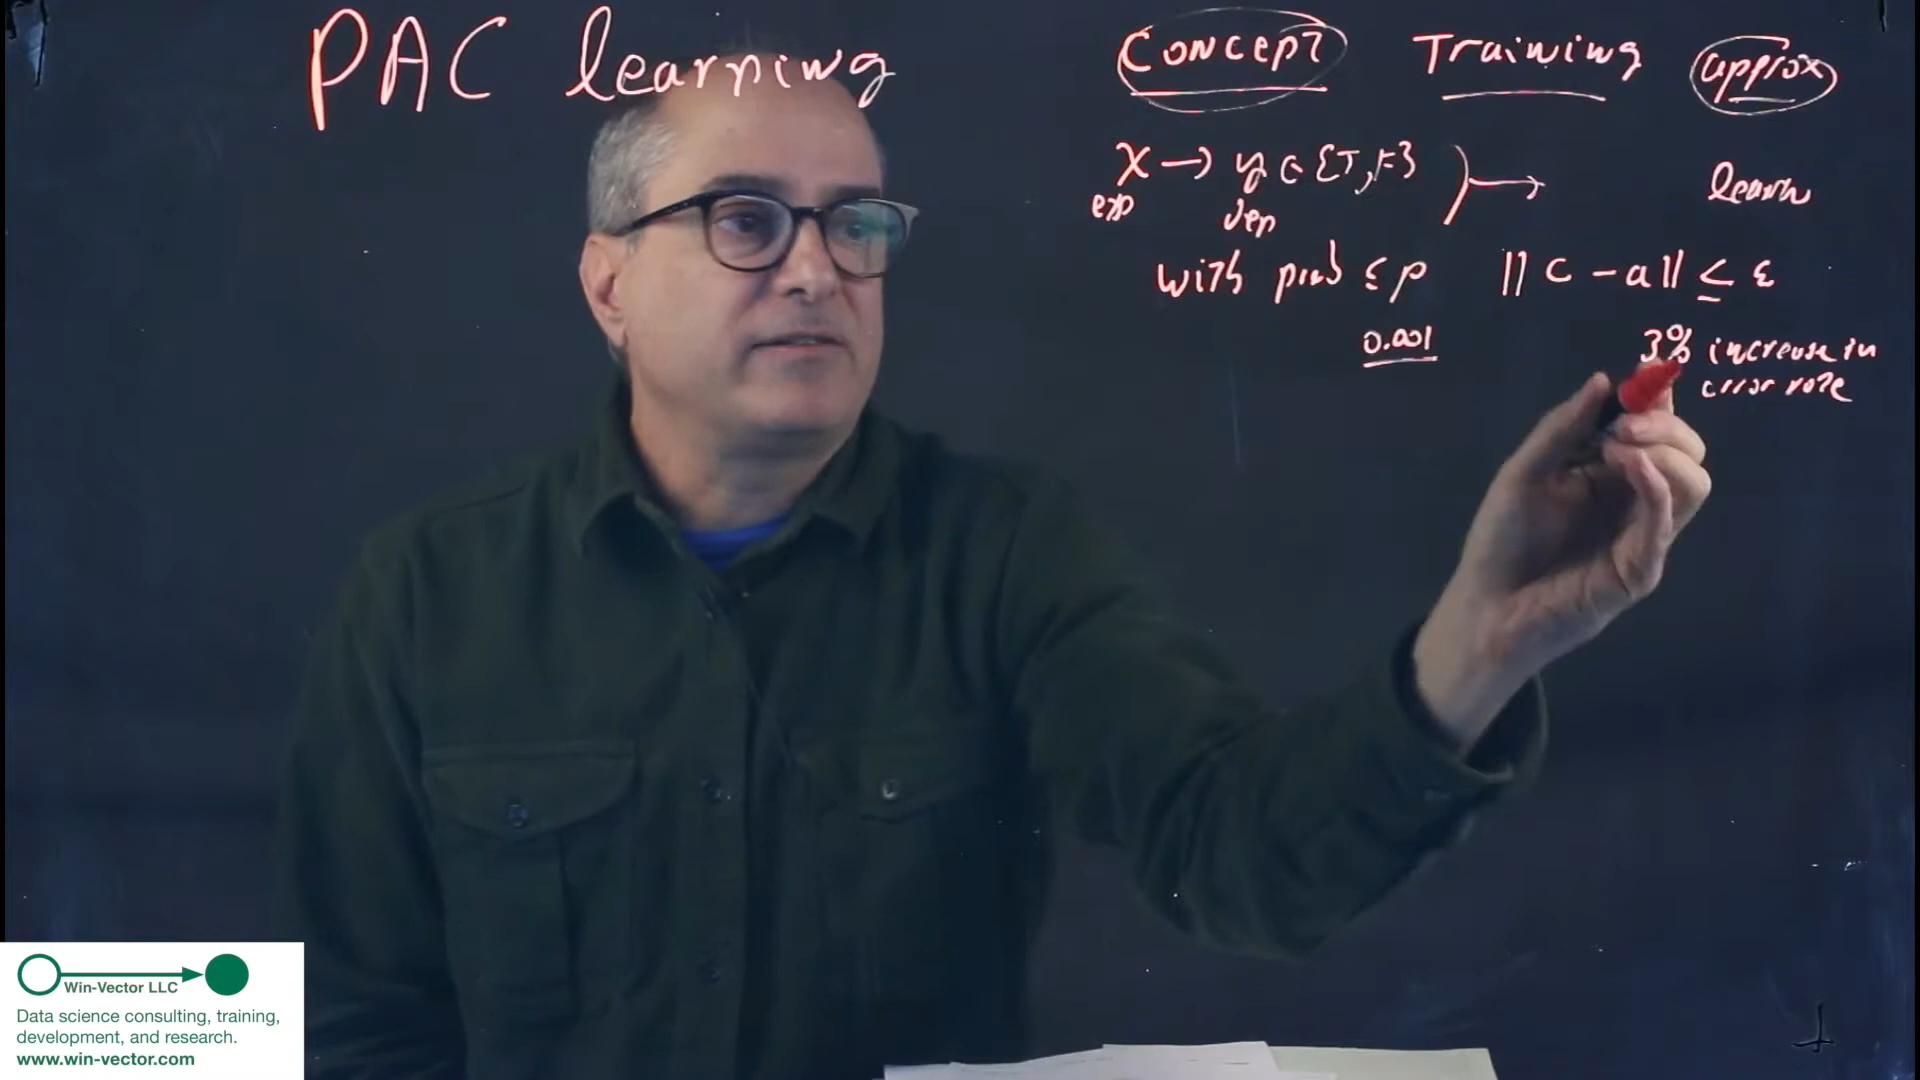 PAC learning
Concept Training approx
x → y ∈ {T, F} } → learn
exp dep
with prob ≤ p || c - a || ≤ ε
0.001 3% increase in
error rate
Win-Vector LLC
Data science consulting, training,
development, and research.
www.win-vector.com